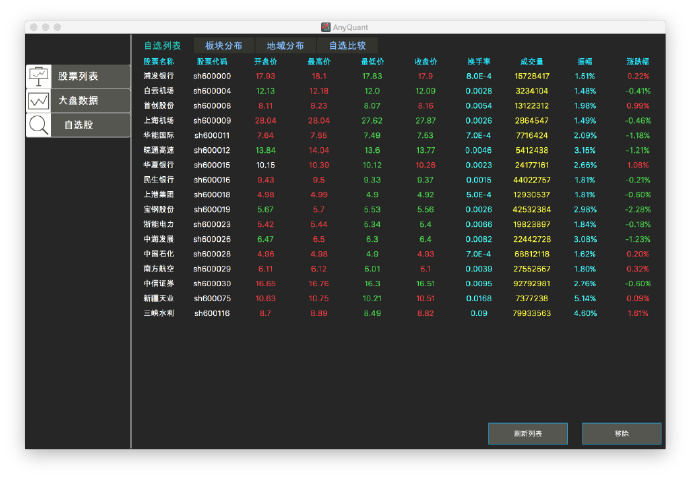 AnyQuant
自选列表 板块分布 地域分布 自选比较
股票列表
大盘数据
自选股
股票名称 股票代码 开盘价 最高价 最低价 收盘价 换手率 成交量 振幅 涨跌幅
浦发银行 sh600000 17.93 18.1 17.83 17.9 8.0E-4 15728417 1.51% 0.22%
白云机场 sh600004 12.13 12.18 12.0 12.09 0.0028 3234104 1.48% -0.41%
首创股份 sh600008 8.11 8.23 8.07 8.16 0.0054 13122312 1.98% 0.99%
上海机场 sh600009 28.04 28.04 27.62 27.87 0.0026 2864547 1.49% -0.46%
华能国际 sh600011 7.64 7.65 7.49 7.53 7.0E-4 7716424 2.09% -1.18%
皖通高速 sh600012 13.84 14.04 13.6 13.77 0.0046 5412438 3.16% -1.21%
华夏银行 sh600015 10.15 10.39 10.12 10.26 0.0023 24177161 2.66% 1.08%
民生银行 sh600016 9.43 9.5 9.33 9.37 0.0015 44022757 1.81% -0.21%
上港集团 sh600018 4.98 4.99 4.9 4.92 5.0E-4 12930537 1.81% -0.60%
宝钢股份 sh600019 5.67 5.7 5.53 5.56 0.0026 42532384 2.98% -2.28%
浙能电力 sh600023 5.42 5.44 5.34 5.4 0.0066 19823897 1.84% -0.18%
中海发展 sh600026 6.47 6.5 6.3 6.4 0.0082 22442726 3.08% -1.23%
中国石化 sh600028 4.96 4.98 4.9 4.93 7.0E-4 68812118 1.62% 0.20%
南方航空 sh600029 6.11 6.12 6.01 6.1 0.0039 27552667 1.80% 0.32%
中信证券 sh600030 16.65 16.76 16.3 16.51 0.0095 92792981 2.76% -0.60%
新疆天业 sh600075 10.63 10.75 10.21 10.51 0.0168 7377238 5.14% 0.09%
三峡水利 sh600116 8.7 8.89 8.49 8.82 0.09 79933563 4.60% 1.61%
刷新列表 移除